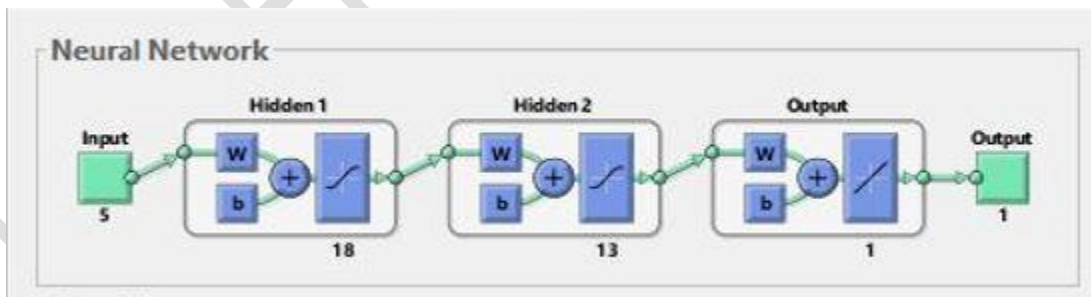 Neural Network
Hidden 1 Hidden 2 Output
Input Output
W W W
b b b
5 1
18 13 1